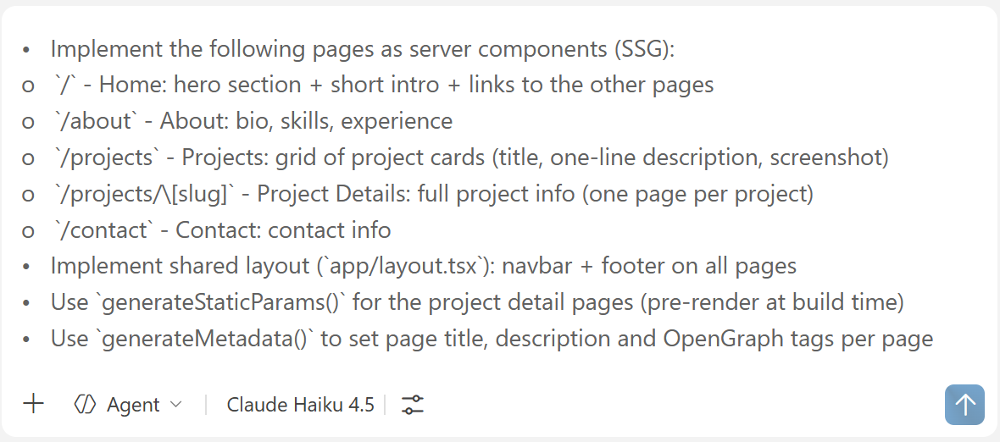 • Implement the following pages as server components (SSG):
o `/` - Home: hero section + short intro + links to the other pages
o `/about` - About: bio, skills, experience
o `/projects` - Projects: grid of project cards (title, one-line description, screenshot)
o `/projects/\[slug]` - Project Details: full project info (one page per project)
o `/contact` - Contact: contact info
• Implement shared layout (`app/layout.tsx`): navbar + footer on all pages
• Use `generateStaticParams()` for the project detail pages (pre-render at build time)
• Use `generateMetadata()` to set page title, description and OpenGraph tags per page
Agent Claude Haiku 4.5